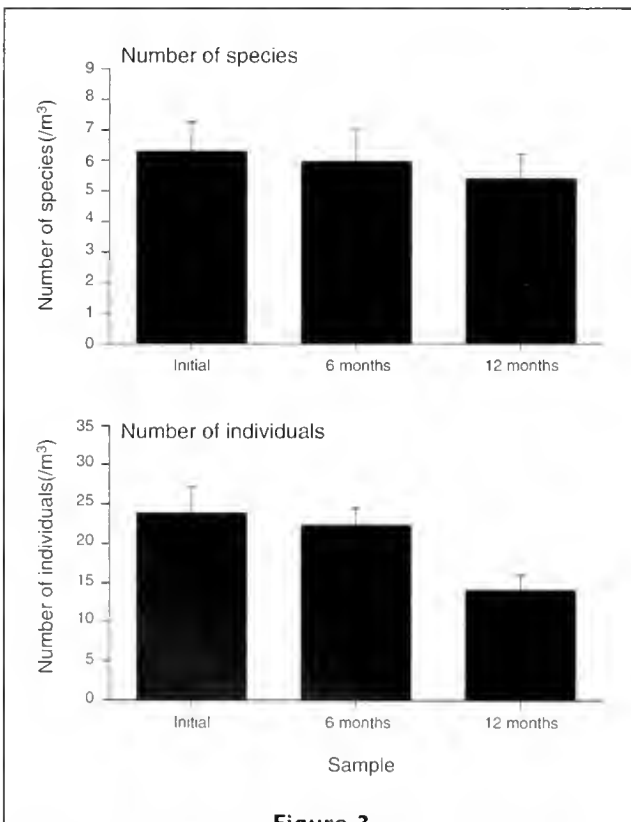 Number of species
Number of species (/m³)
9
8
7
6
5
4
3
2
1
0
Initial
6 months
12 months
Number of individuals
Number of individuals(/m³)
35
30
25
20
15
10
5
0
Initial
6 months
12 months
Sample
Figure 3